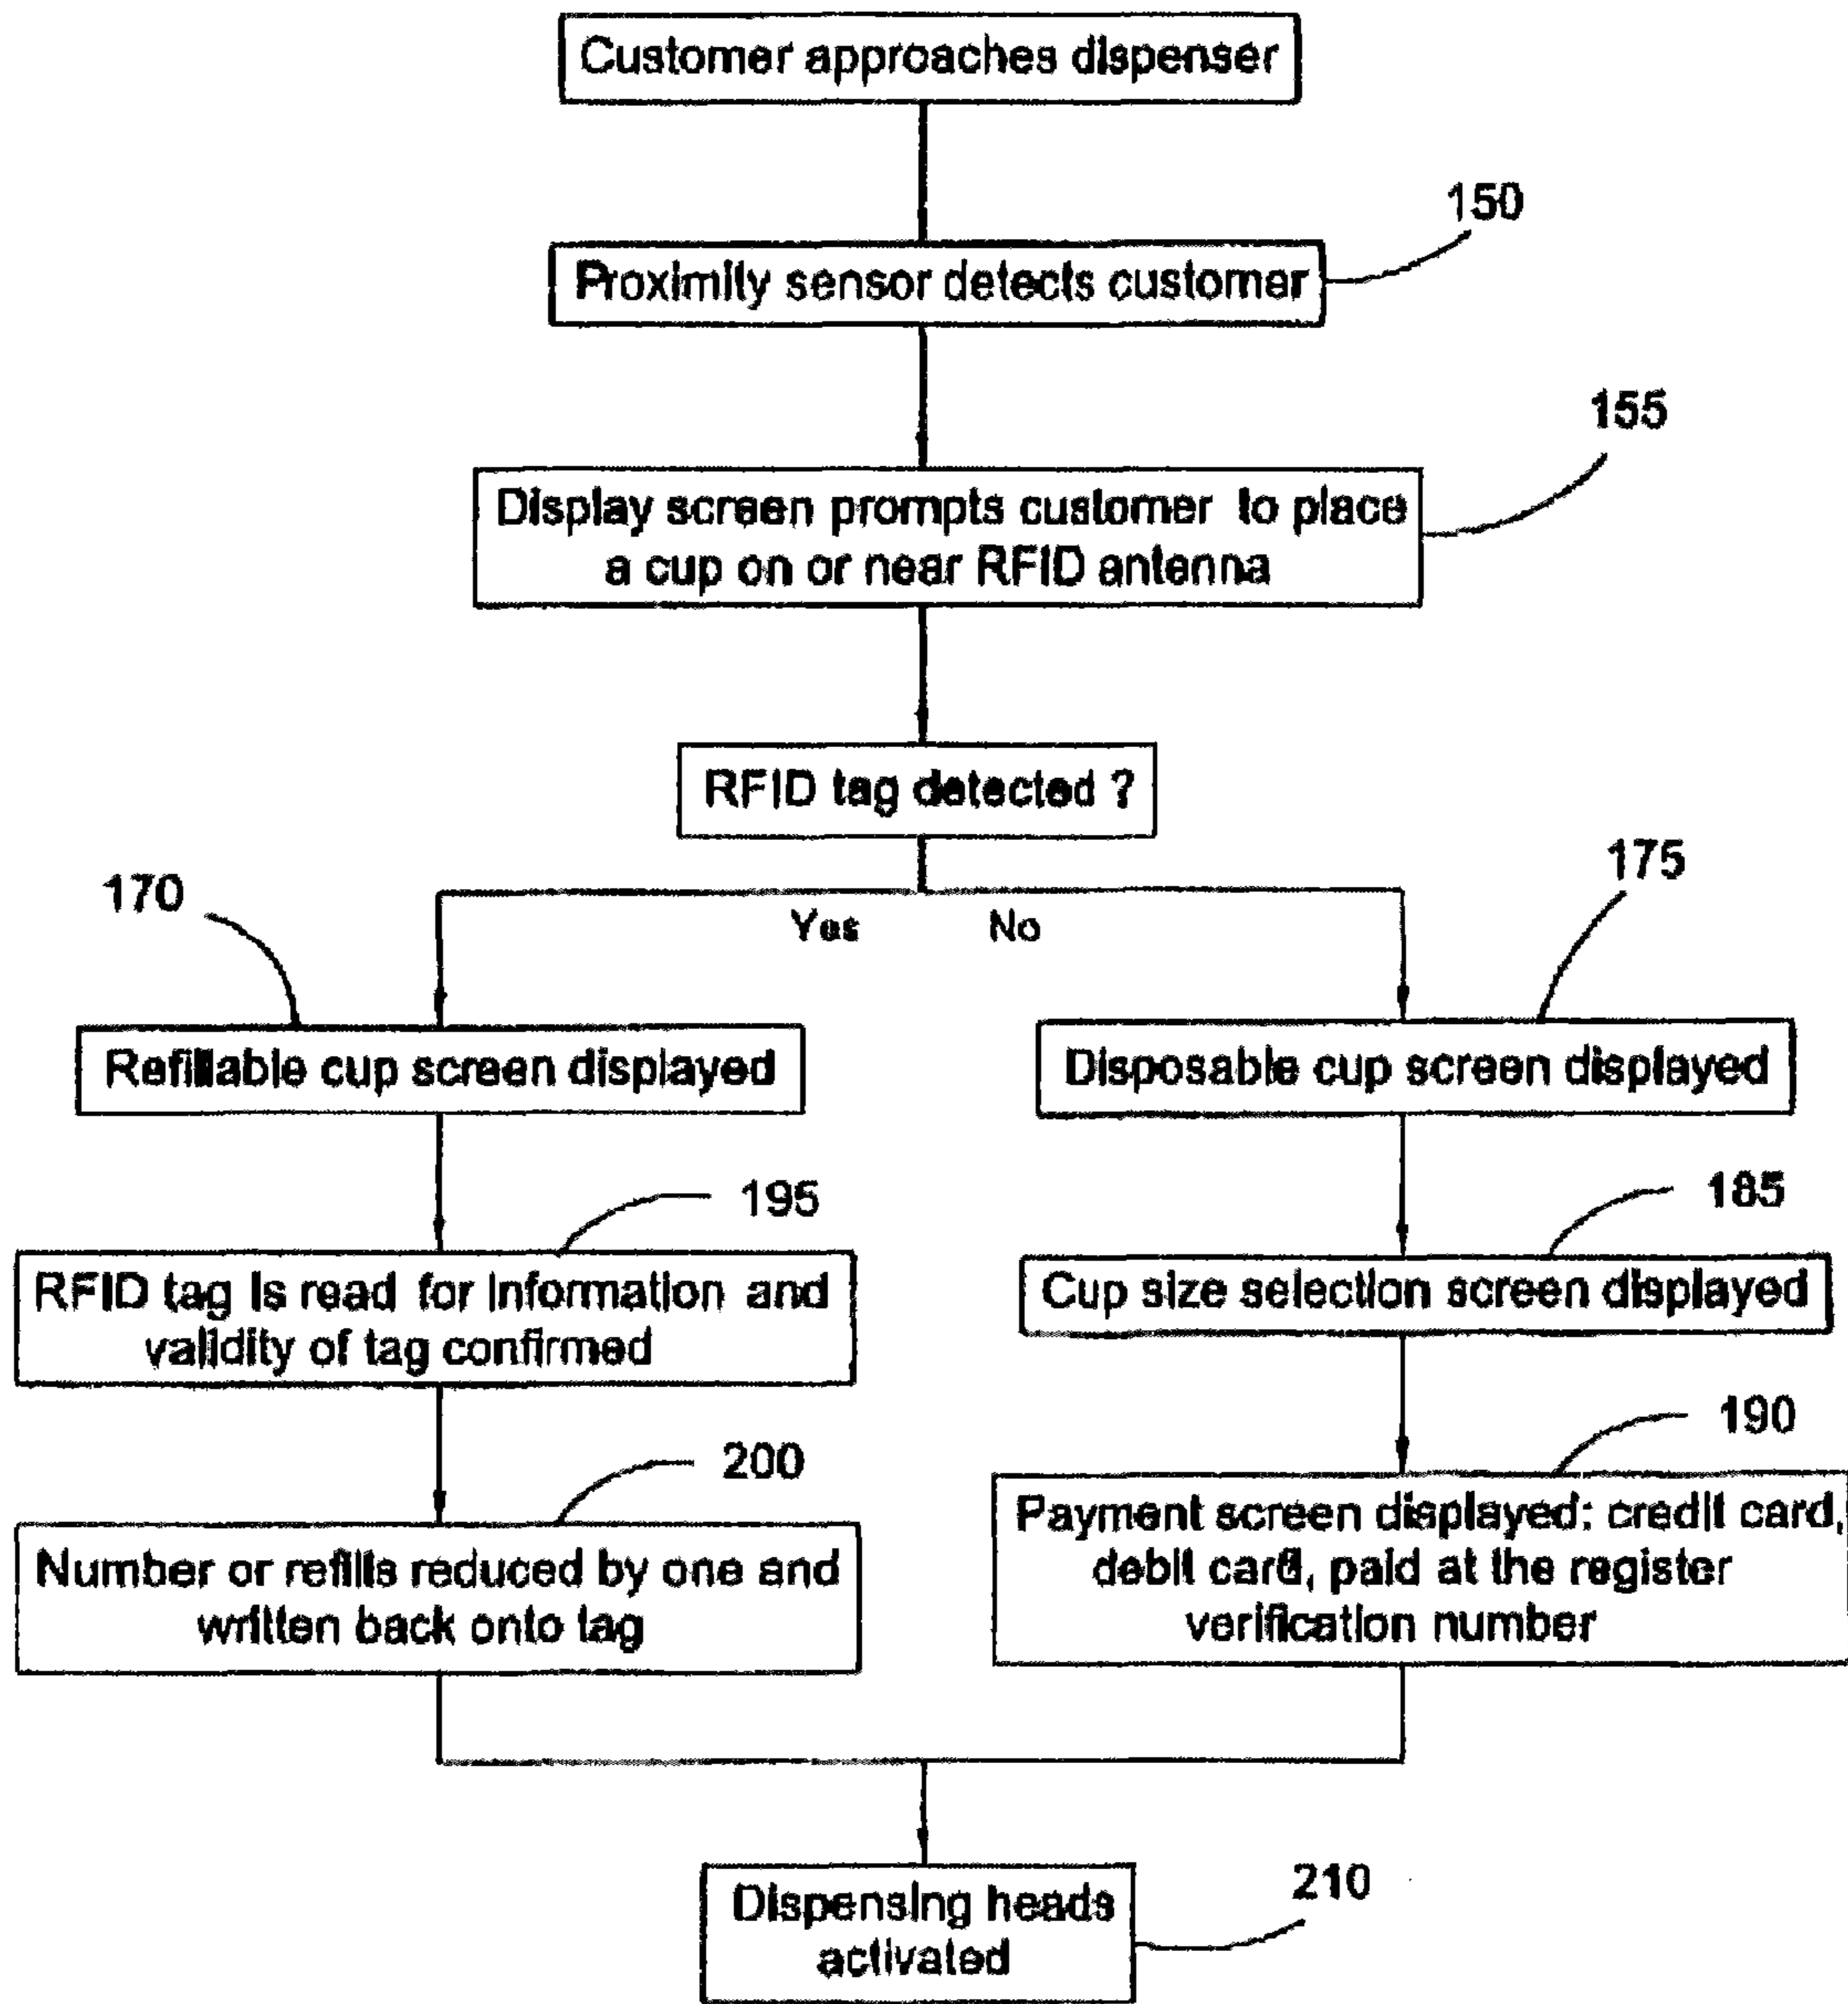 Customer approaches dispenser
150
Proximity sensor detects customer
155
Display screen prompts customer to place
a cup on or near RFID antenna
RFID tag detected ?
170
175
Yes
No
Refillable cup screen displayed
Disposable cup screen displayed
195
185
RFID tag is read for information and
validity of tag confirmed
Cup size selection screen displayed
200
190
Number or refills reduced by one and
written back onto tag
Payment screen displayed: credit card,
debit card, paid at the register
verification number
210
Dispensing heads
activated